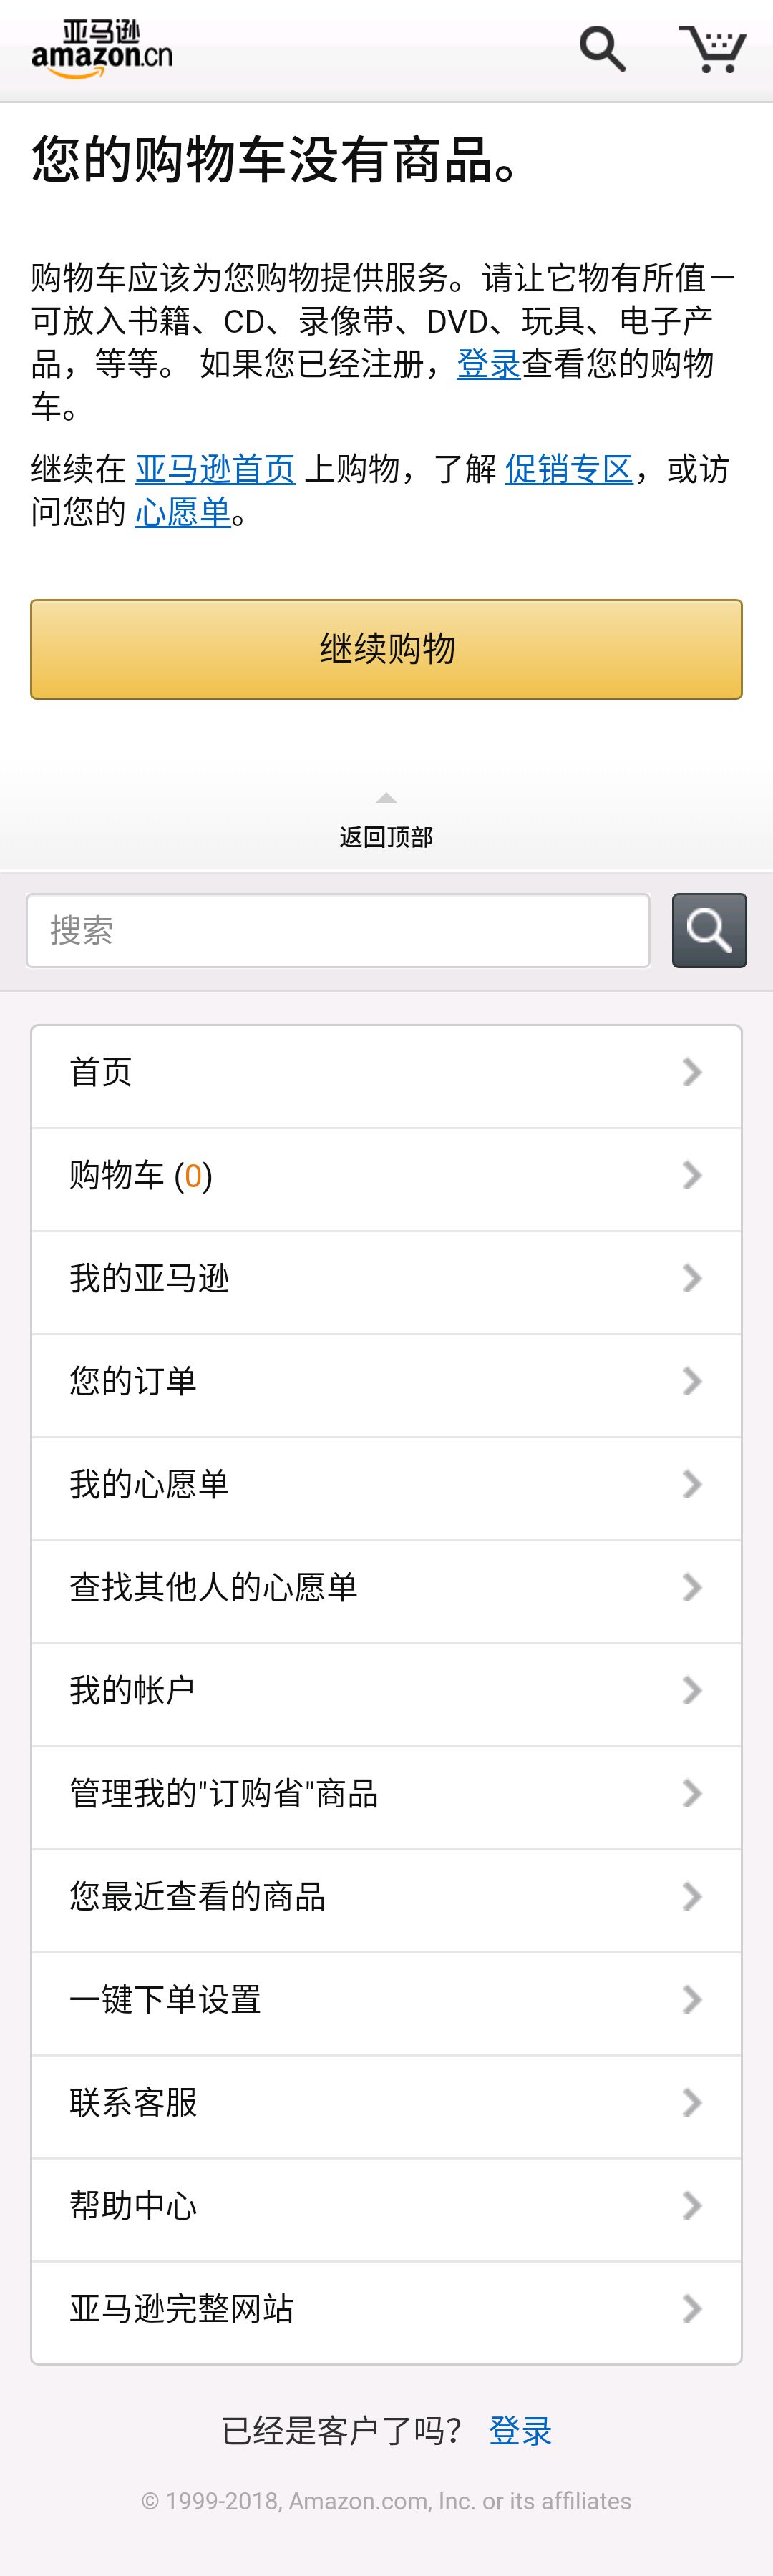 亚马逊
amazon.cn
您的购物车没有商品。
购物车应该为您购物提供服务。请让它物有所值－
可放入书籍、CD、录像带、DVD、玩具、电子产
品，等等。 如果您已经注册，登录查看您的购物
车。
继续在 亚马逊首页 上购物，了解 促销专区，或访
问您的 心愿单。
继续购物
返回顶部
搜索
首页
购物车 (0)
我的亚马逊
您的订单
我的心愿单
查找其他人的心愿单
我的帐户
管理我的"订购省"商品
您最近查看的商品
一键下单设置
联系客服
帮助中心
亚马逊完整网站
已经是客户了吗？ 登录
© 1999-2018, Amazon.com, Inc. or its affiliates